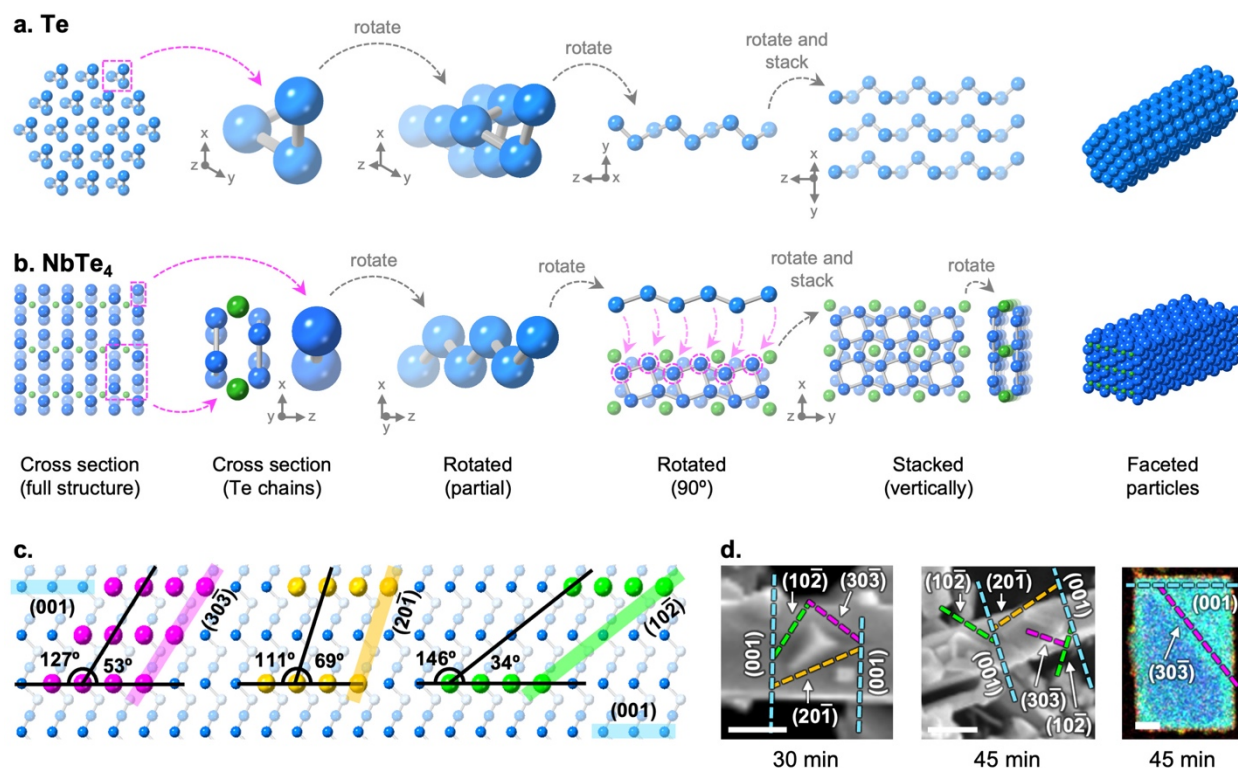 a. Te
rotate
rotate
rotate and
stack
x
z
y
x
z
y
y
z
x
x
z
y
b. NbTe₄
rotate
rotate
rotate and
stack
rotate
x
y
z
x
y
z
x
z
y
Cross section
(full structure)
Cross section
(Te chains)
Rotated
(partial)
Rotated
(90º)
Stacked
(vertically)
Faceted
particles
c.
(001)
127º
53º
(303̅)
111º
69º
(201̅)
146º
34º
(102̅)
(001)
d.
(102̅)
(303̅)
(001)
(001)
(201̅)
30 min
(102̅)
(201̅)
(001)
(001)
(303̅)
(102̅)
45 min
(001)
(303̅)
45 min